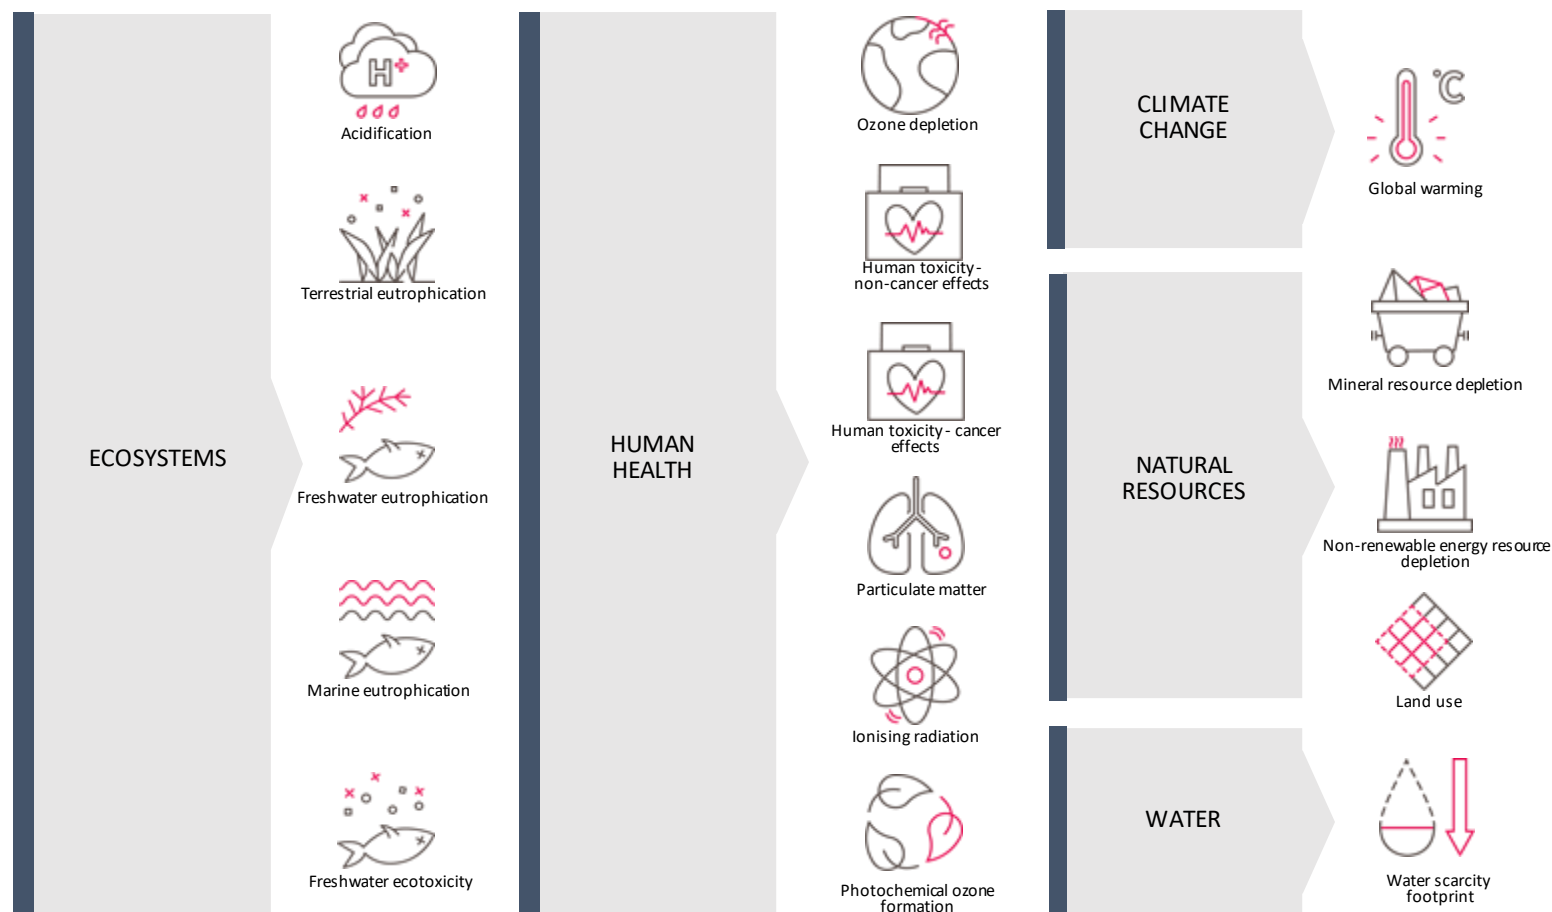 ECOSYSTEMS
H+
Acidification
Terrestrial eutrophication
Freshwater eutrophication
Marine eutrophication
Freshwater ecotoxicity
HUMAN
HEALTH
Ozone depletion
Human toxicity -
non-cancer effects
Human toxicity - cancer
effects
Particulate matter
Ionising radiation
Photochemical ozone
formation
CLIMATE
CHANGE
°C
Global warming
NATURAL
RESOURCES
Mineral resource depletion
Non-renewable energy resource
depletion
Land use
WATER
Water scarcity
footprint